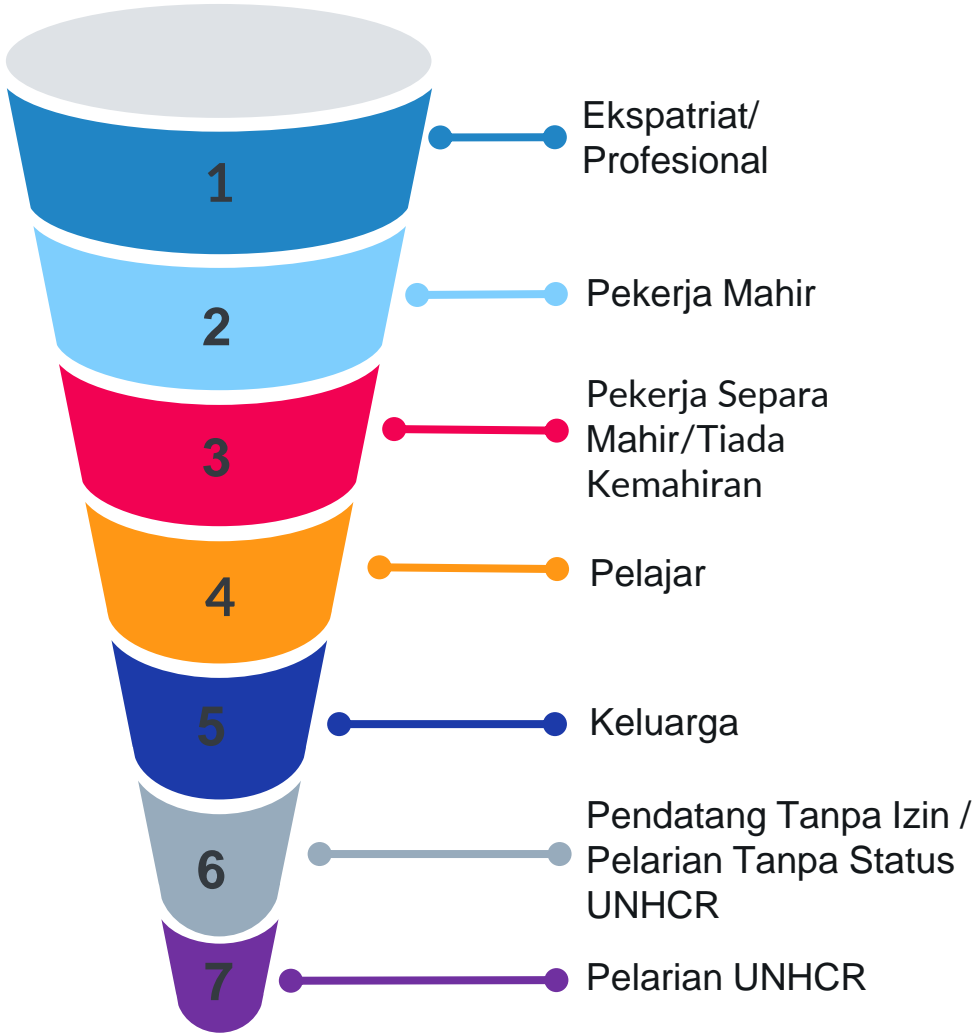 1
Ekspatriat/
Profesional
2
Pekerja Mahir
3
Pekerja Separa
Mahir/Tiada
Kemahiran
4
Pelajar
5
Keluarga
6
Pendatang Tanpa Izin /
Pelarian Tanpa Status
UNHCR
7
Pelarian UNHCR